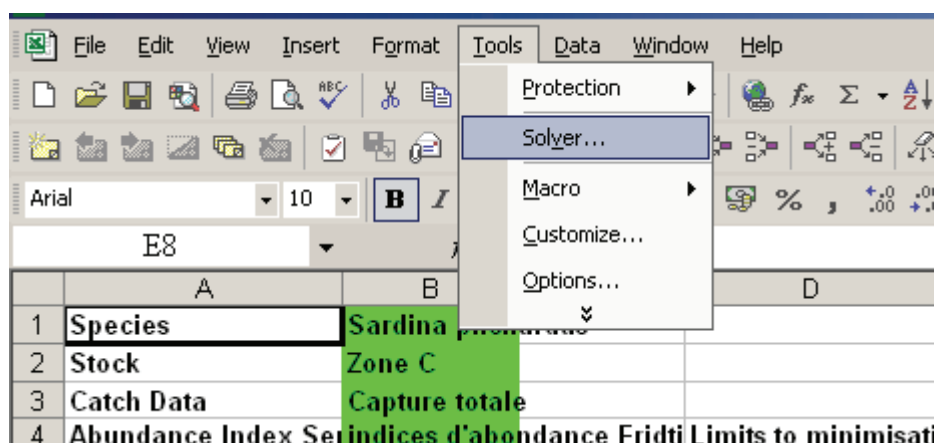 File Edit View Insert Format Tools Data Window Help
ABC
Protection
Solver...
Macro
Customize...
Options...
Arial 10 B I % ,
E8
A B D
1 Species Sardina
2 Stock Zone C
3 Catch Data Capture totale
4 Abundance Index Ser indices d'abondance Fridti Limits to minimisati